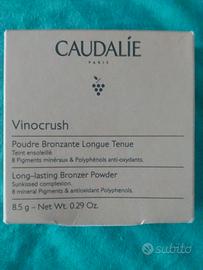 CAUDALIE
PARIS
Vinocrush
Poudre Bronzante Longue Tenue
Teint ensoleillé.
8 Pigments minéraux & Polyphénols anti-oxydants.
Long-lasting Bronzer Powder
Sunkissed complexion.
8 mineral Pigments & antioxidant Polyphenols.
8.5 g - Net Wt. 0.29 Oz.
subito